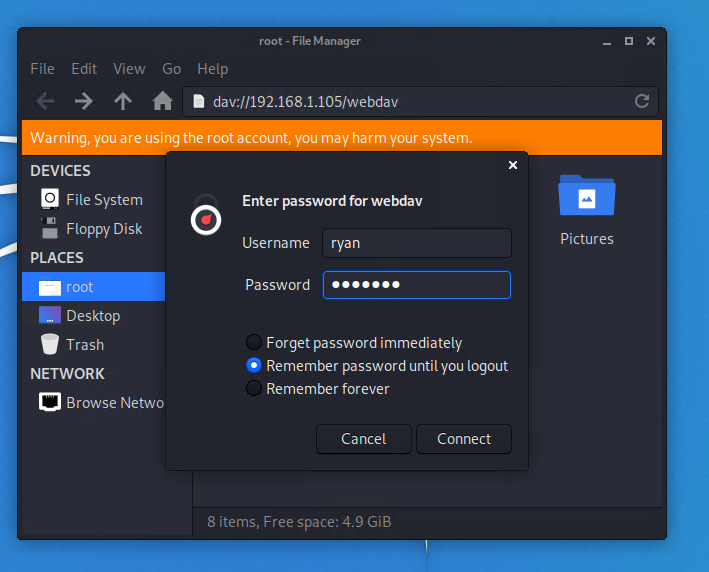 root - File Manager
File Edit View Go Help
dav://192.168.1.105/webdav
Warning, you are using the root account, you may harm your system.
DEVICES
File System
Floppy Disk
PLACES
root
Desktop
Trash
NETWORK
Browse Netwo
Enter password for webdav
Username ryan
Password ●●●●●●●
Forget password immediately
Remember password until you logout
Remember forever
Cancel Connect
Pictures
8 items, Free space: 4.9 GiB